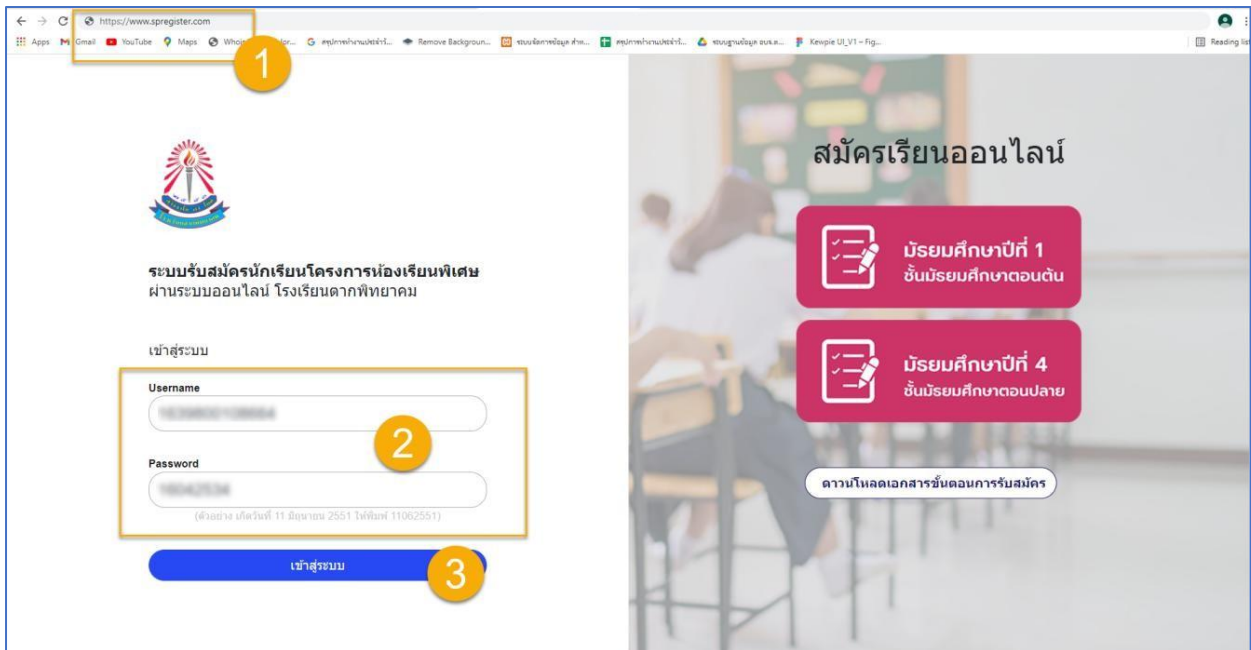 https://www.spregister.com
Apps
Gmail
YouTube
Maps
Remove Backgroun...
Kewpie UI_V1 – Fig...
Reading list
1
ระบบรับสมัครนักเรียนโครงการห้องเรียนพิเศษ
ผ่านระบบออนไลน์ โรงเรียนตากพิทยาคม
เข้าสู่ระบบ
Username
2
Password
(ตัวอย่าง เกิดวันที่ 11 มิถุนายน 2551 ให้พิมพ์ 11062551)
เข้าสู่ระบบ
3
สมัครเรียนออนไลน์
มัธยมศึกษาปีที่ 1
ชั้นมัธยมศึกษาตอนต้น
มัธยมศึกษาปีที่ 4
ชั้นมัธยมศึกษาตอนปลาย
ดาวน์โหลดเอกสารขั้นตอนการรับสมัคร